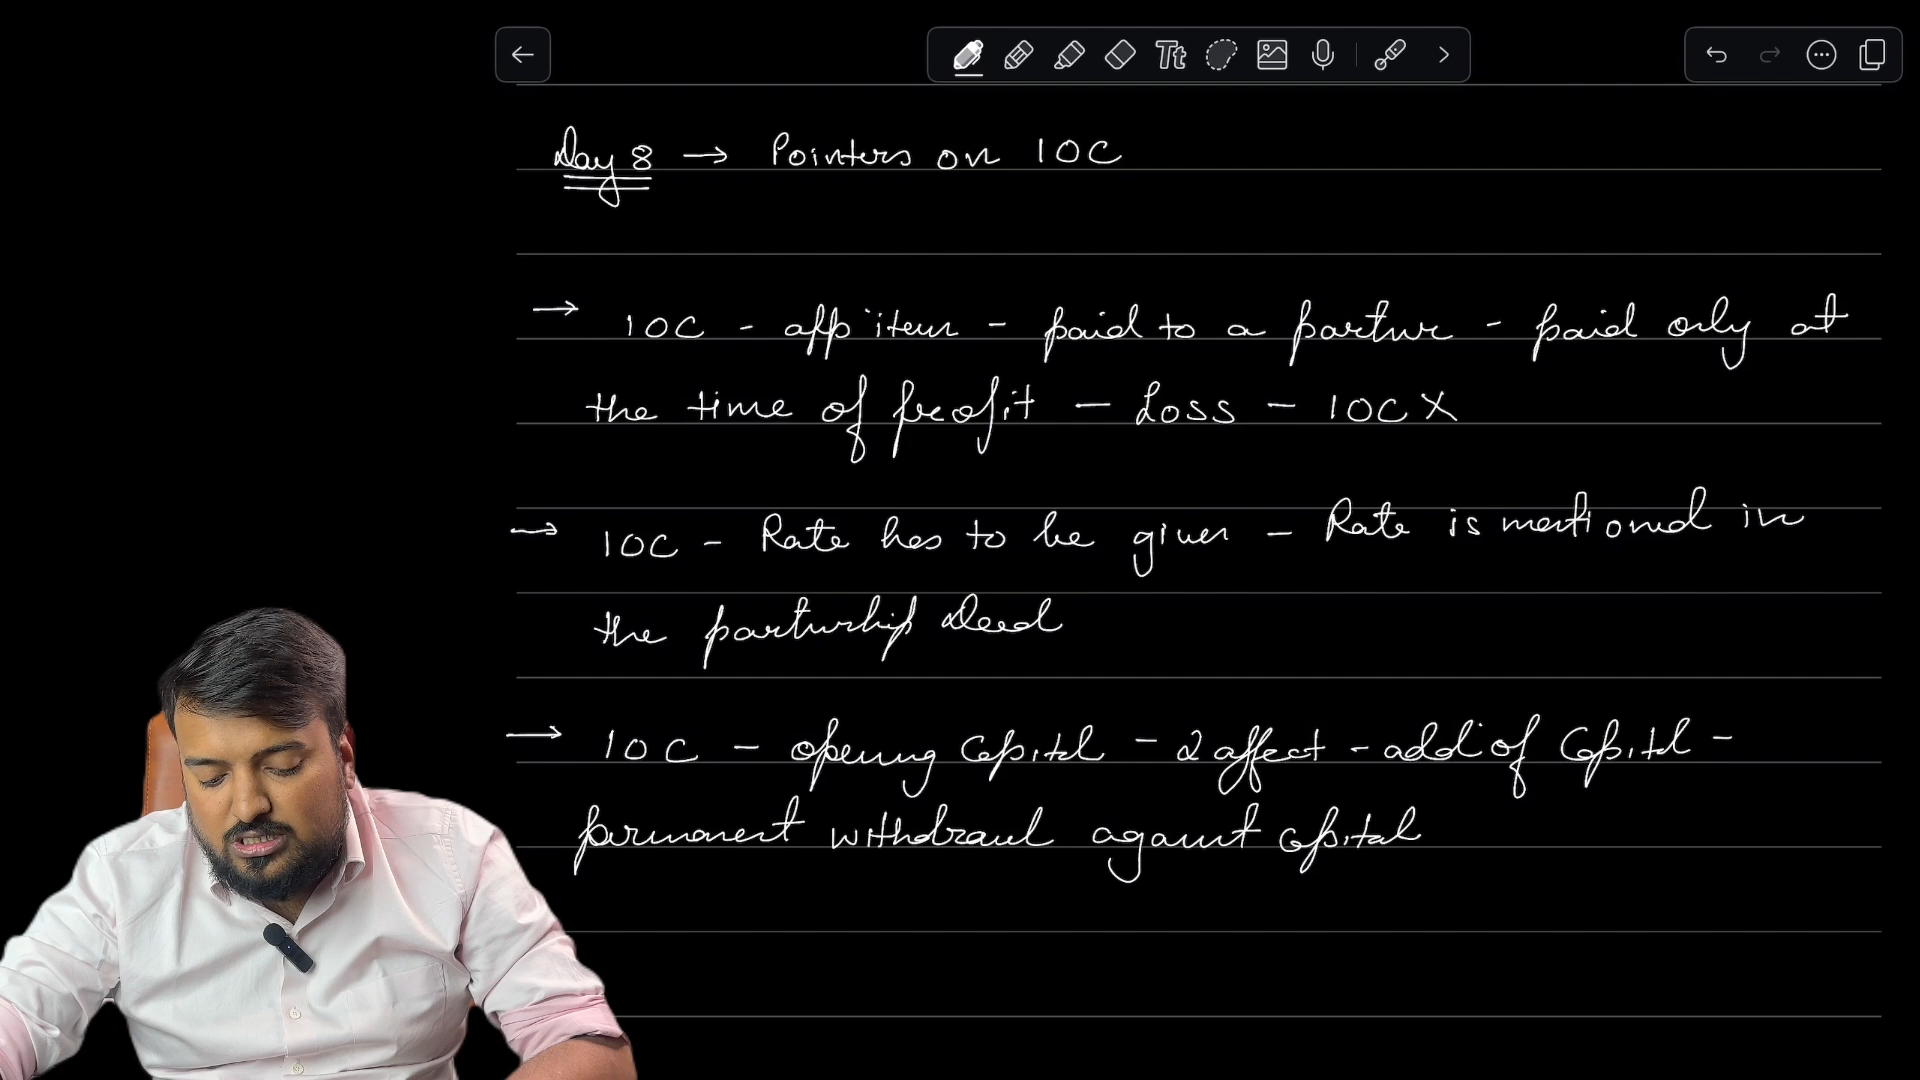 Day 8 → Pointers on IOC
→ IOC - app item - paid to a partner - paid only at
the time of profit - Loss - IOC X
→ IOC - Rate has to be given - Rate is mentioned in
the partnership Deed
→ IOC - opening Capital - 2 affect - addⁿ of Capital -
permanent withdrawl against capital